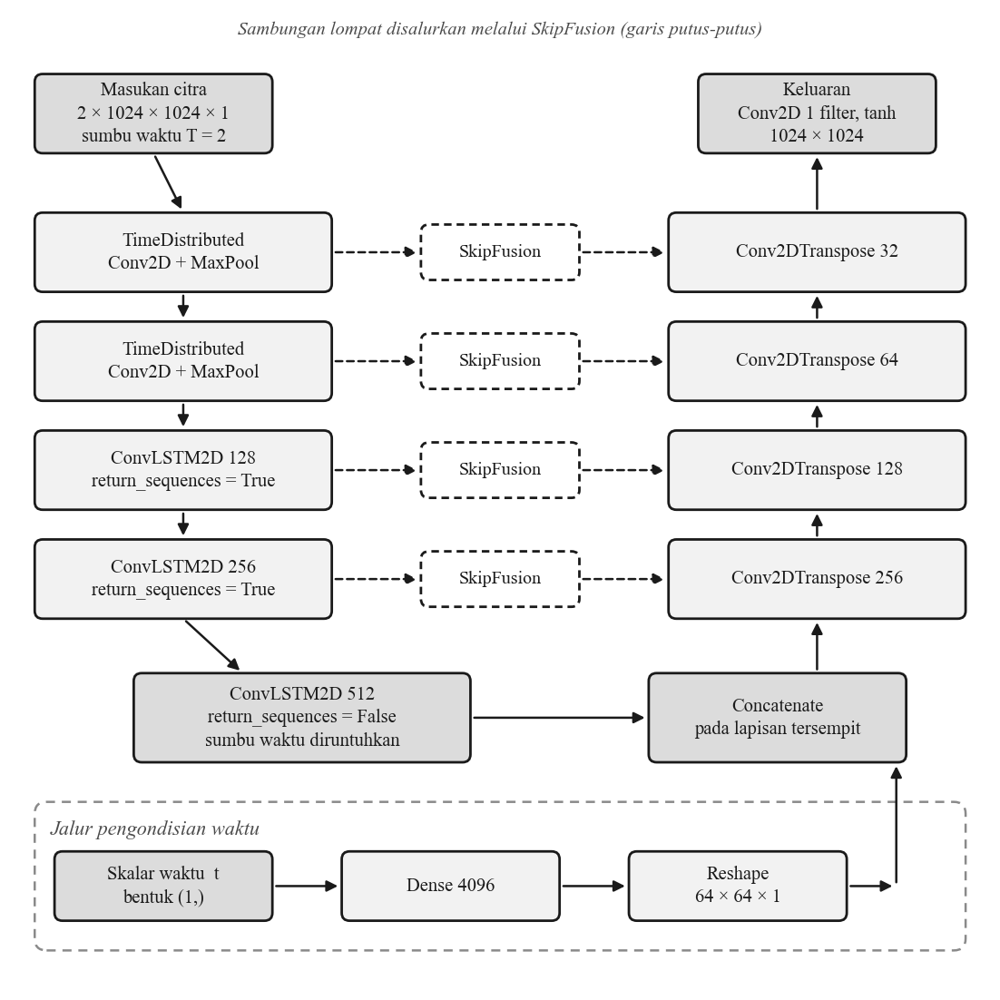 Sambungan lompat disalurkan melalui SkipFusion (garis putus-putus)
Masukan citra
2 × 1024 × 1024 × 1
sumbu waktu T = 2
Keluaran
Conv2D 1 filter, tanh
1024 × 1024
TimeDistributed
Conv2D + MaxPool
SkipFusion
Conv2DTranspose 32
TimeDistributed
Conv2D + MaxPool
SkipFusion
Conv2DTranspose 64
ConvLSTM2D 128
return_sequences = True
SkipFusion
Conv2DTranspose 128
ConvLSTM2D 256
return_sequences = True
SkipFusion
Conv2DTranspose 256
ConvLSTM2D 512
return_sequences = False
sumbu waktu diruntuhkan
Concatenate
pada lapisan tersempit
Jalur pengondisian waktu
Skalar waktu t
bentuk (1,)
Dense 4096
Reshape
64 × 64 × 1